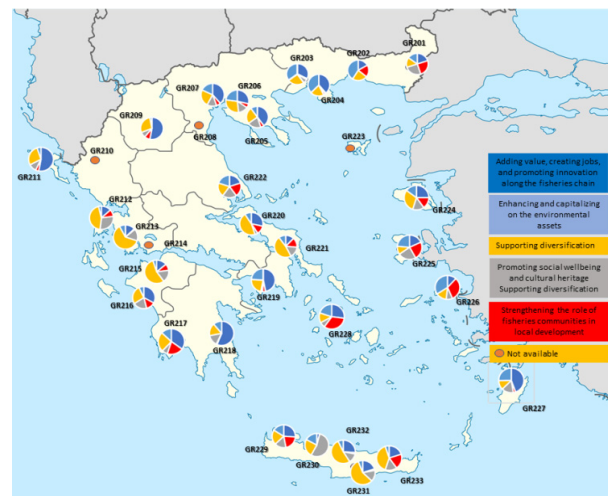 GR201
GR202
GR203
GR204
GR207
GR206
GR205
GR209
GR208
GR210
GR223
GR211
GR222
GR224
GR212
GR213
GR214
GR220
GR221
GR225
GR215
GR216
GR219
GR226
GR217
GR218
GR228
GR227
GR229
GR230
GR232
GR231
GR233
Adding value, creating jobs,
and promoting innovation
along the fisheries chain
Enhancing and capitalizing
on the environmental
assets
Supporting diversification
Promoting social wellbeing
and cultural heritage
Supporting diversification
Strengthening the role of
fisheries communities in
local development
Not available